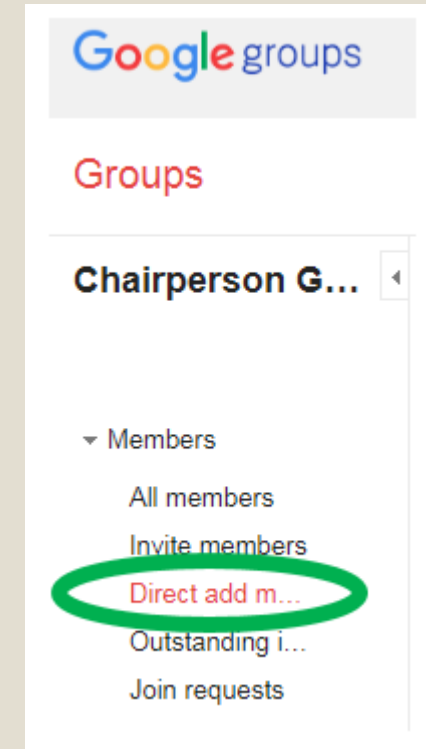 Google groups
Groups
Chairperson G...
Members
All members
Invite members
Direct add m...
Outstanding i...
Join requests